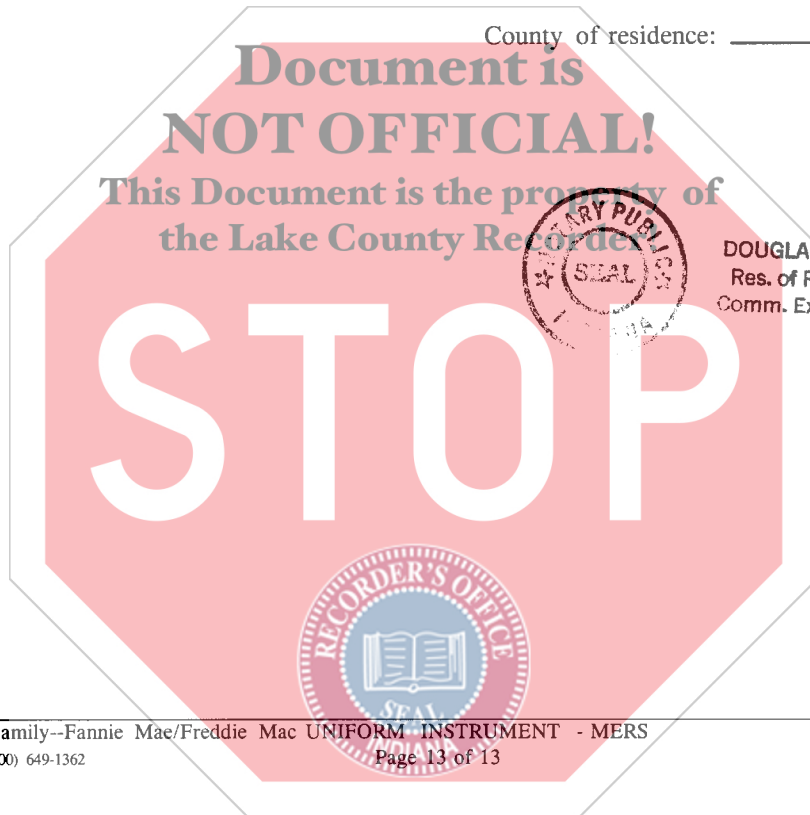 County of residence:
Document is
NOT OFFICIAL!
This Document is the property of
the Lake County Recorder!
NOTARY PUBLIC
SEAL
DOUGLA
Res. of
Comm. Ex
STOP
RECORDER'S OFFICE
SEAL
INDIANA
amily--Fannie Mae/Freddie Mac UNIFORM INSTRUMENT - MERS
00) 649-1362
Page 13 of 13